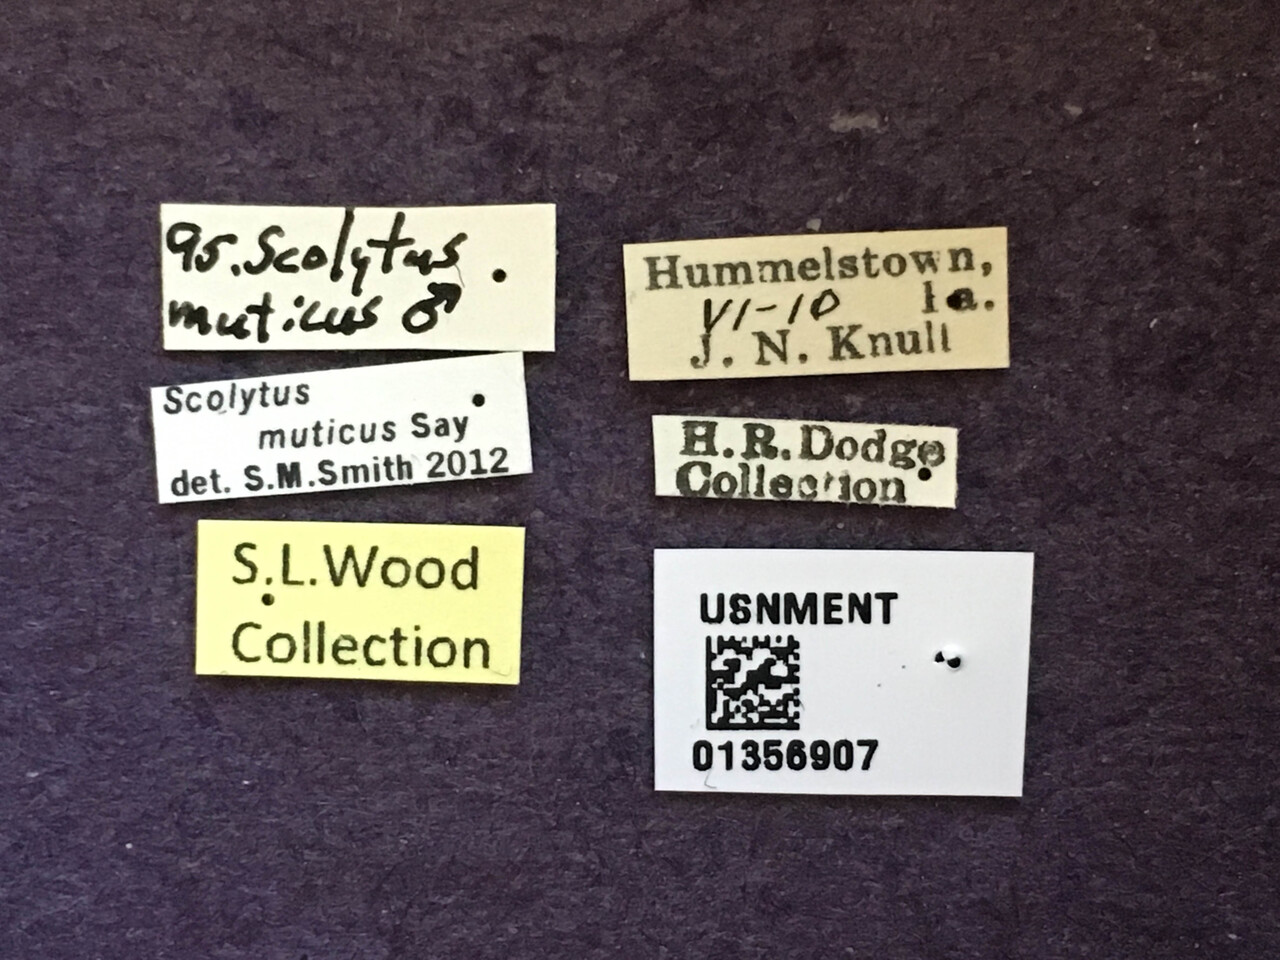 95. Scolytus
muticus ♂
Scolytus
muticus Say
det. S.M.Smith 2012
S.L.Wood
Collection
Hummelstown,
VI-10 Pa.
J. N. Knull
H.R.Dodge
Collection
USNMENT
01356907